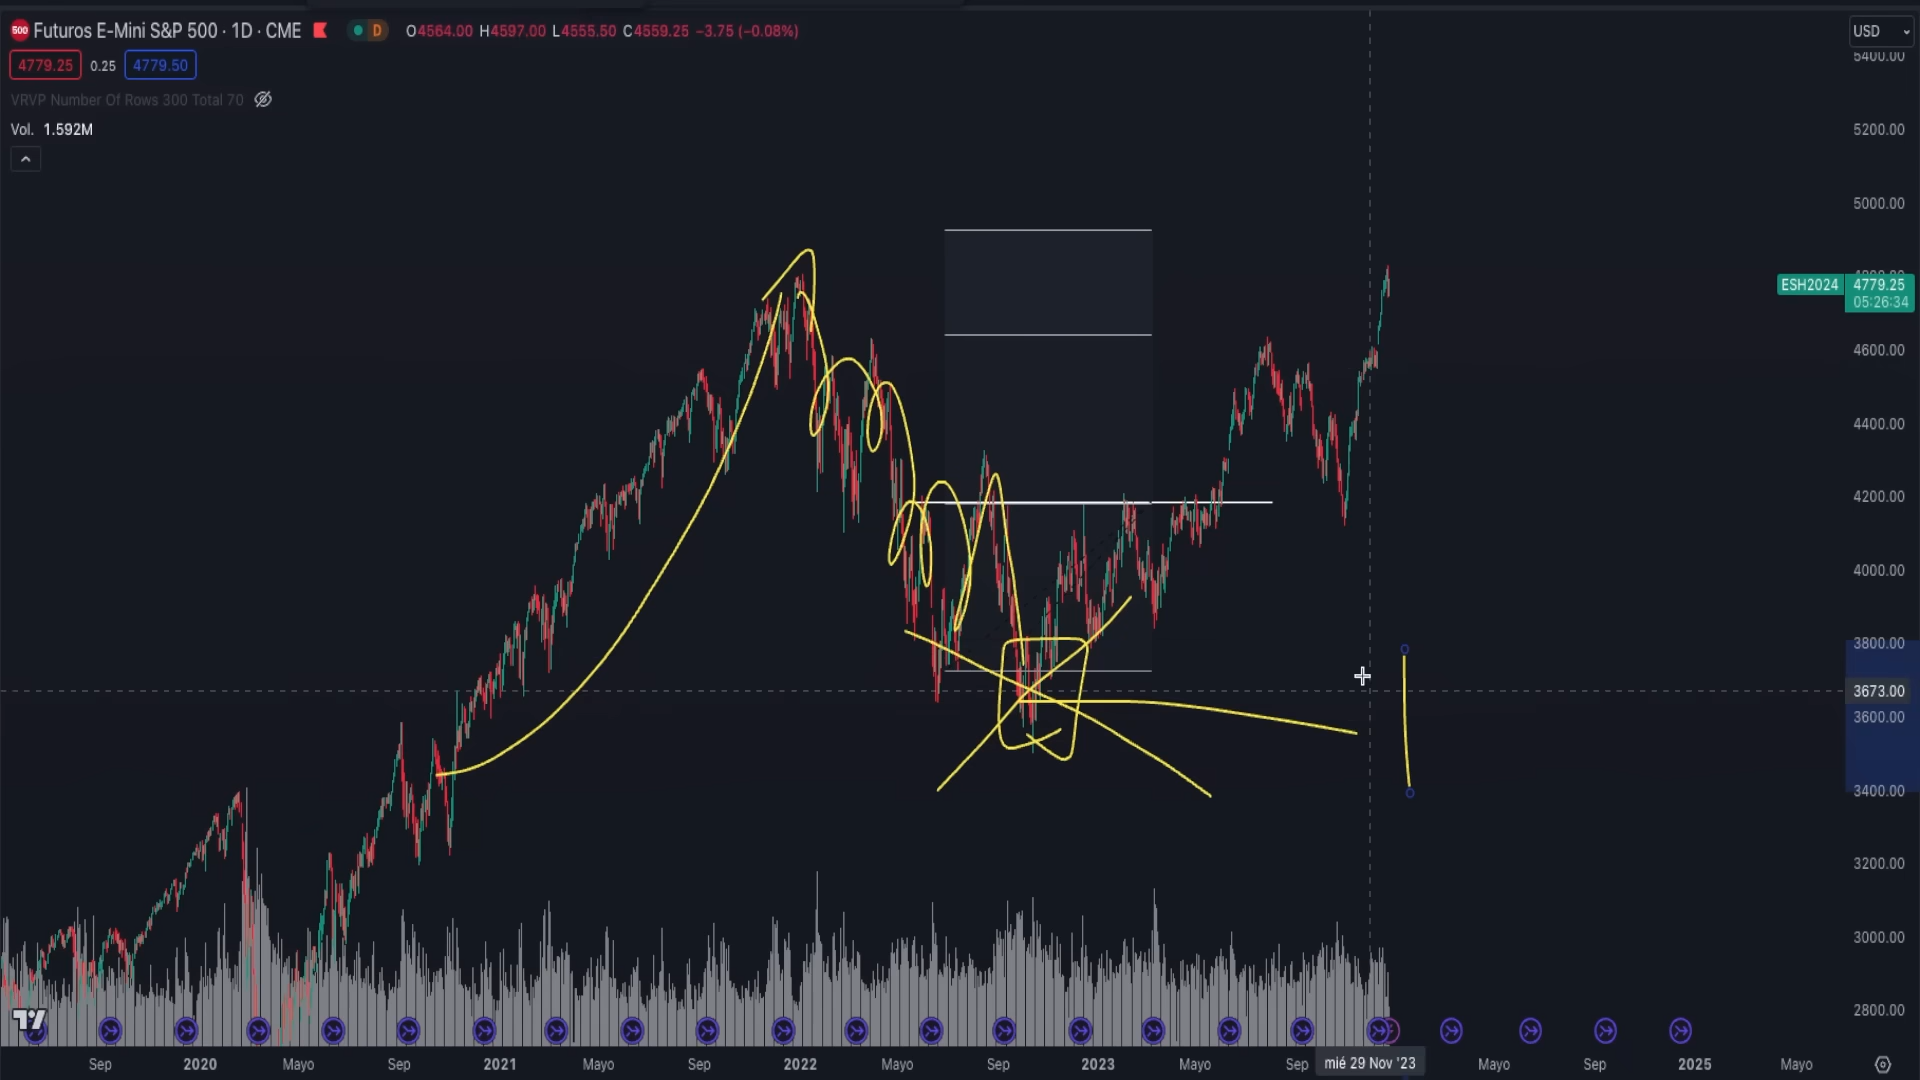 500 Futuros E-Mini S&P 500 · 1D · CME D O4564.00 H4597.00 L4555.50 C4559.25 −3.75 (−0.08%)
USD
4779.25 0.25 4779.50
VRVP Number Of Rows 300 Total 70
Vol. 1.592M
5400.00
5200.00
5000.00
ESH2024 4779.25
05:26:34
4600.00
4400.00
4200.00
4000.00
3800.00
3673.00
3600.00
3400.00
3200.00
3000.00
2800.00
Sep 2020 Mayo Sep 2021 Mayo Sep 2022 Mayo Sep 2023 Mayo Sep mié 29 Nov '23 Mayo Sep 2025 Mayo